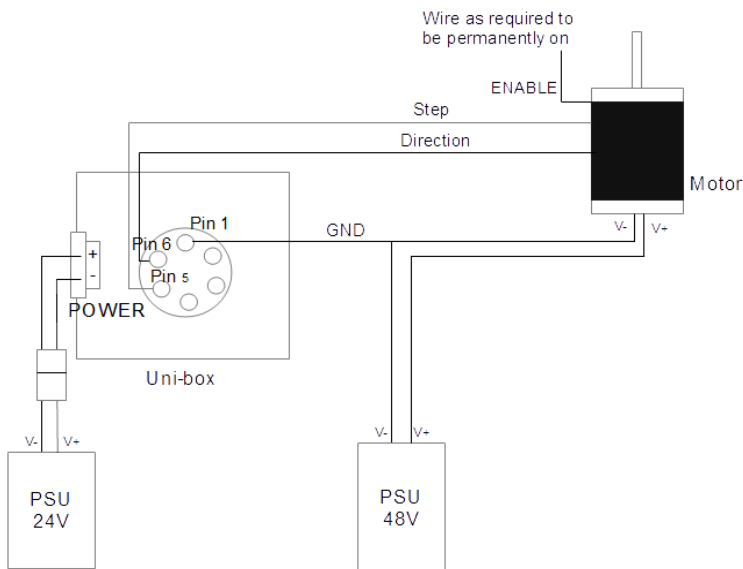 Wire as required to
be permanently on
ENABLE
Step
Direction
Motor
V- V+
Pin 1
GND
Pin 6
+
Pin 5
-
POWER
Uni-box
V- V+
V- V+
PSU
24V
PSU
48V